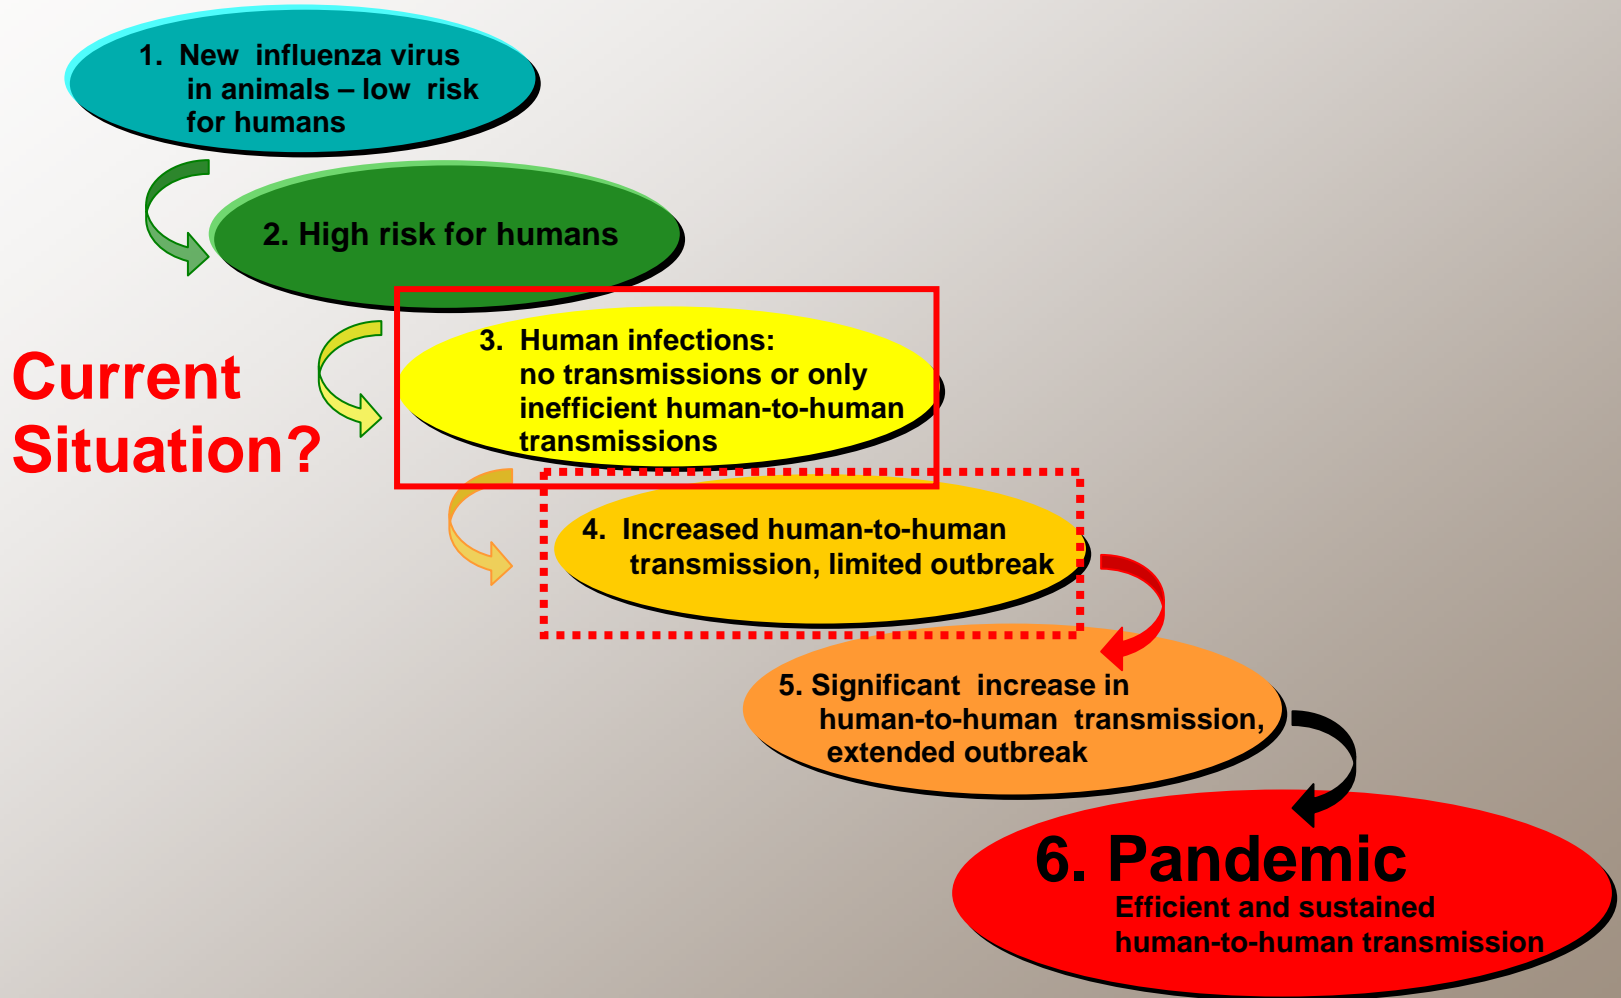 1. New influenza virus
in animals – low risk
for humans
2. High risk for humans
Current
Situation?
3. Human infections:
no transmissions or only
inefficient human-to-human
transmissions
4. Increased human-to-human
transmission, limited outbreak
5. Significant increase in
human-to-human transmission,
extended outbreak
6. Pandemic
Efficient and sustained
human-to-human transmission